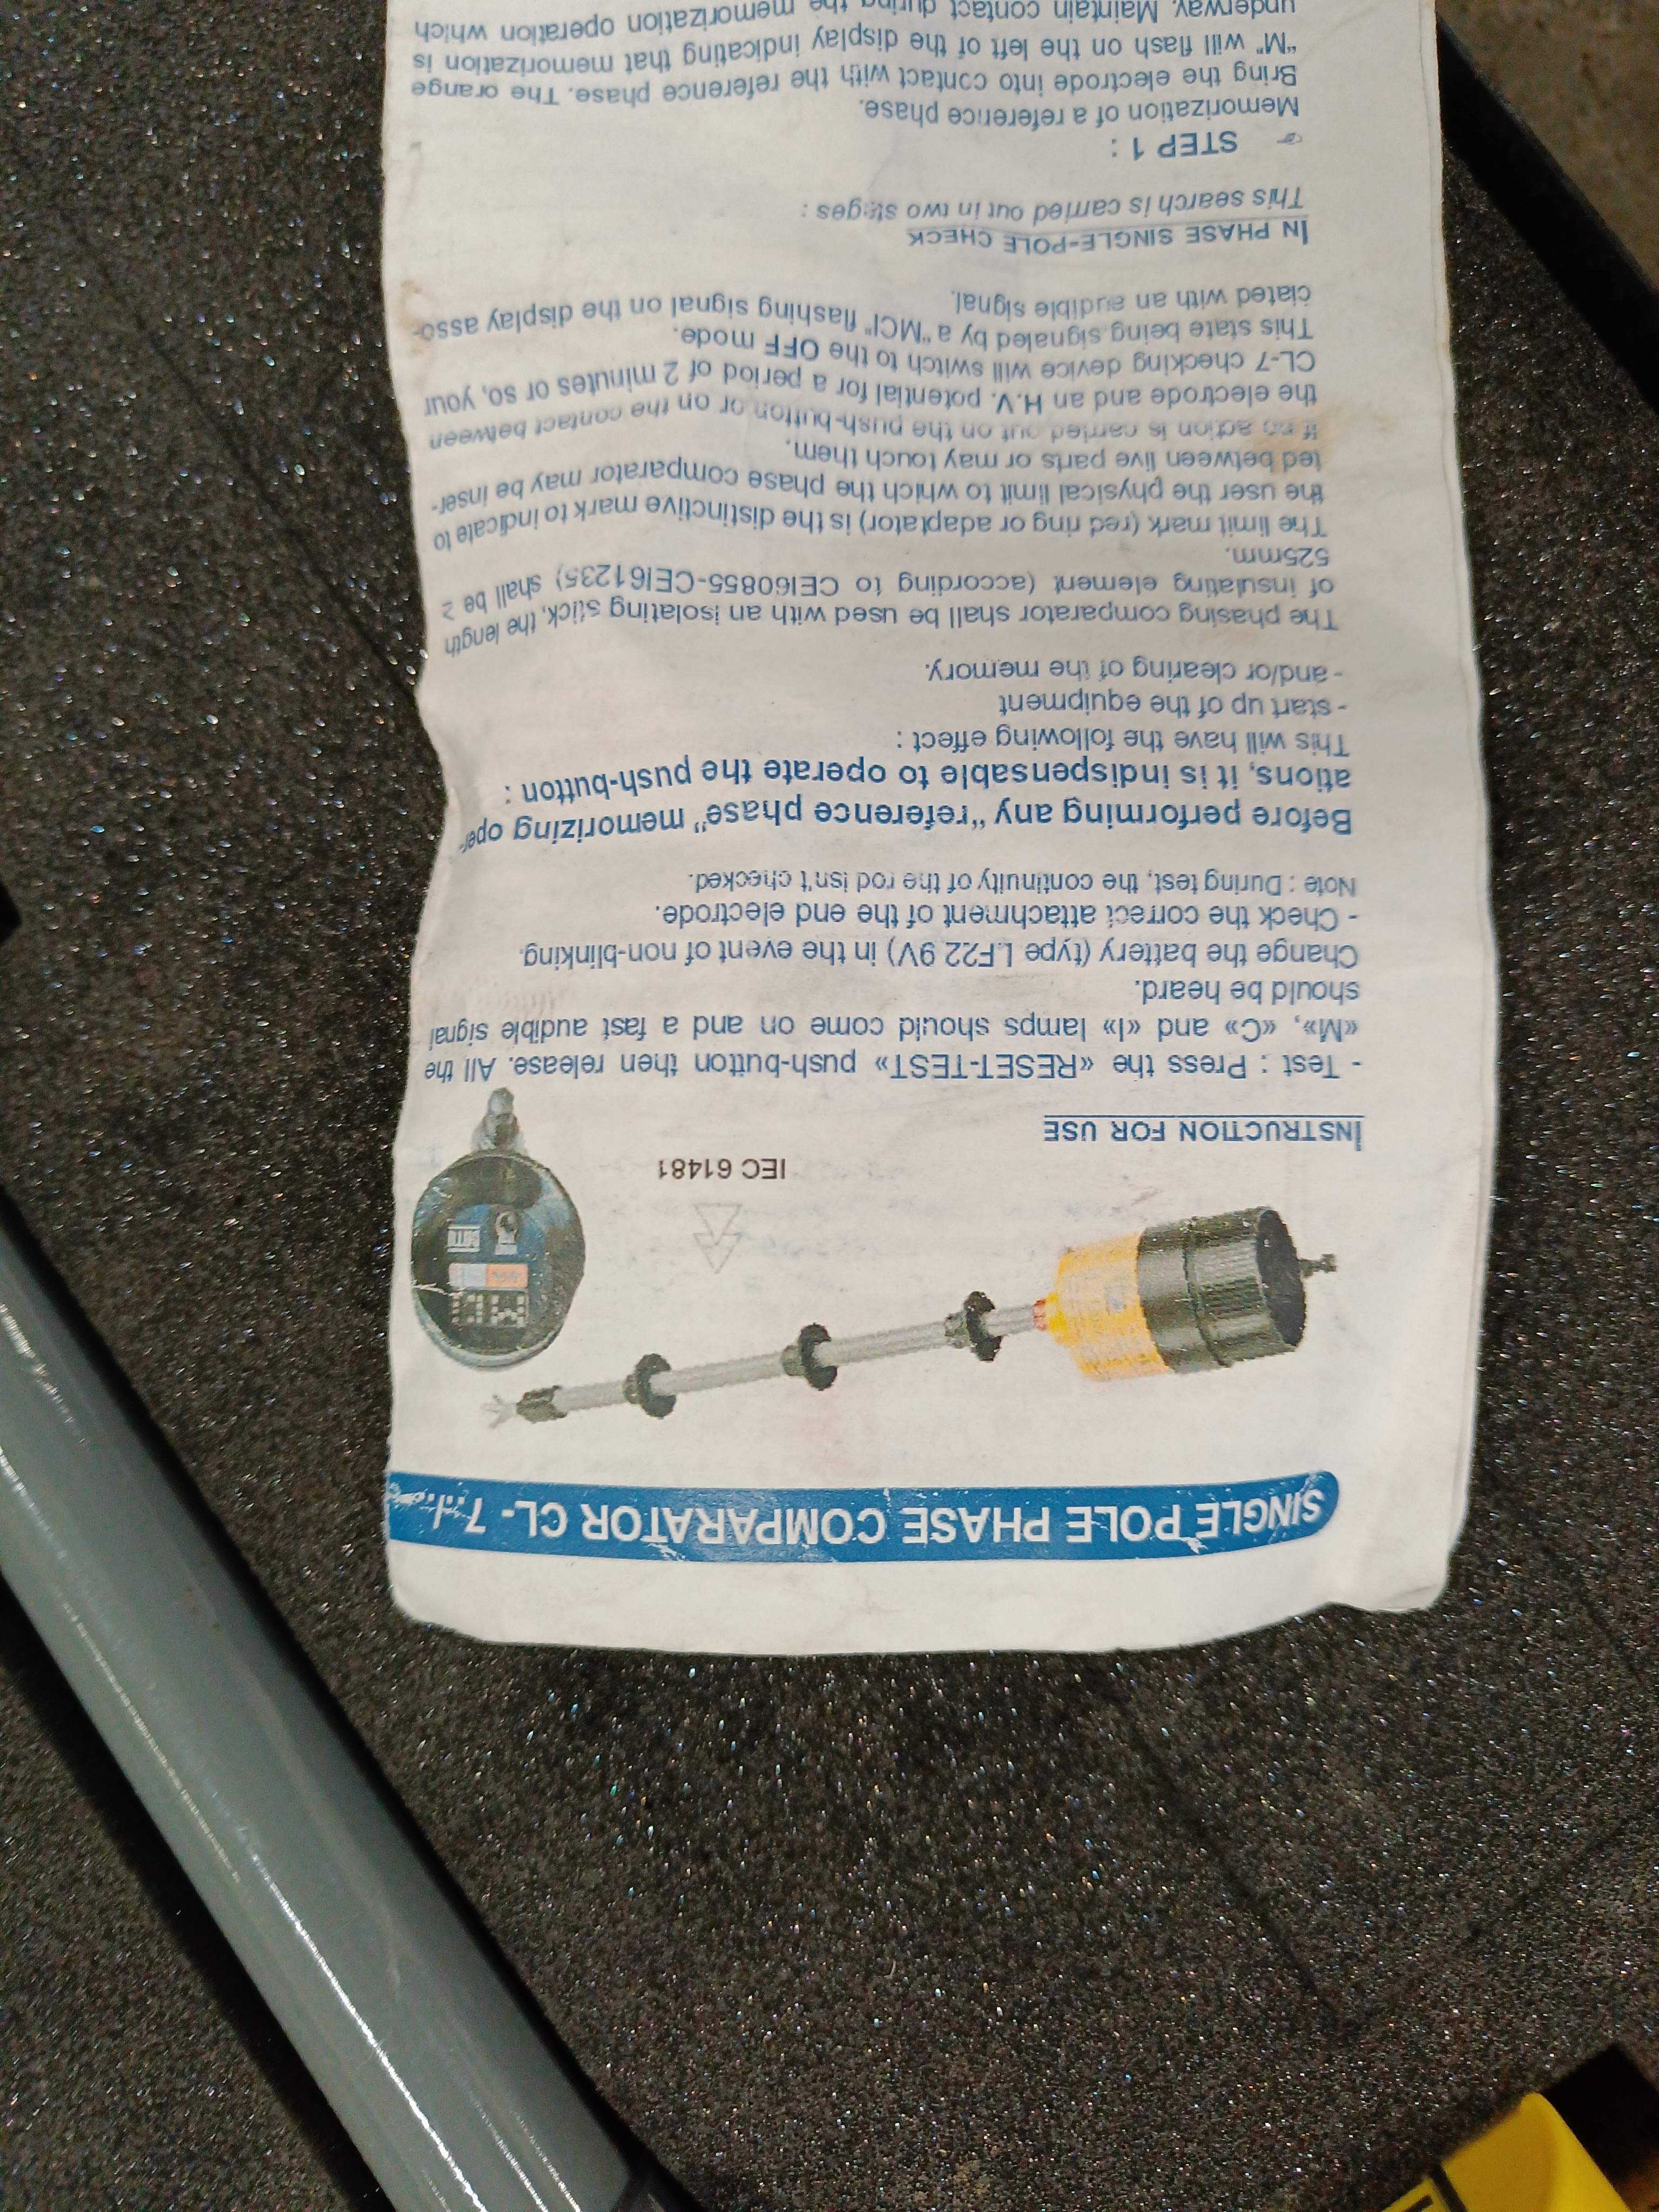 SINGLE POLE PHASE COMPARATOR CL- 7
IEC 61481
INSTRUCTION FOR USE
- Test : Press the «RESET-TEST» push-button then release. All the
«M», «C» and «I» lamps should come on and a fast audible signal
should be heard.
Change the battery (type LF22 9V) in the event of non-blinking.
- Check the correct attachment of the end electrode.
Note : During test, the continuity of the rod isn't checked.
Before performing any "reference phase" memorizing oper-
ations, it is indispensable to operate the push-button :
This will have the following effect :
- start up of the equipment
- and/or clearing of the memory.
The phasing comparator shall be used with an isolating stick, the length
of insulating element (according to CEI60855-CEI61235) shall be ≥
525mm.
The limit mark (red ring or adaptator) is the distinctive mark to indicate to
the user the physical limit to which the phase comparator may be inser-
ted between live parts or may touch them.
If no action is carried out on the push-button or on the contact between
the electrode and an H.V. potential for a period of 2 minutes or so, your
CL-7 checking device will switch to the OFF mode.
This state being signaled by a "MCI" flashing signal on the display asso-
ciated with an audible signal.
IN PHASE SINGLE-POLE CHECK
This search is carried out in two stages :
☞ STEP 1 :
Memorization of a reference phase.
Bring the electrode into contact with the reference phase. The orange
"M" will flash on the left of the display indicating that memorization is
underway. Maintain contact during the memorization operation which